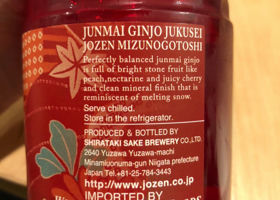 JUNMAI GINJO JUKUSEI
JOZEN MIZUNOGOTOSHI
Perfectly balanced junmai ginjo
is full of bright stone fruit like
peach,nectarine and juicy cherry
and clean mineral finish that is
reminiscent of melting snow.
Serve chilled.
Store in the refrigerator.
PRODUCED & BOTTLED BY
SHIRATAKI SAKE BREWERY CO.,LTD.
2640 Yuzawa Yuzawa-machi
Minamiuonuma-gun Niigata prefecture
Japan Tel.+81-25-784-3443
http://www.jozen.co.jp
IMPORTED BY